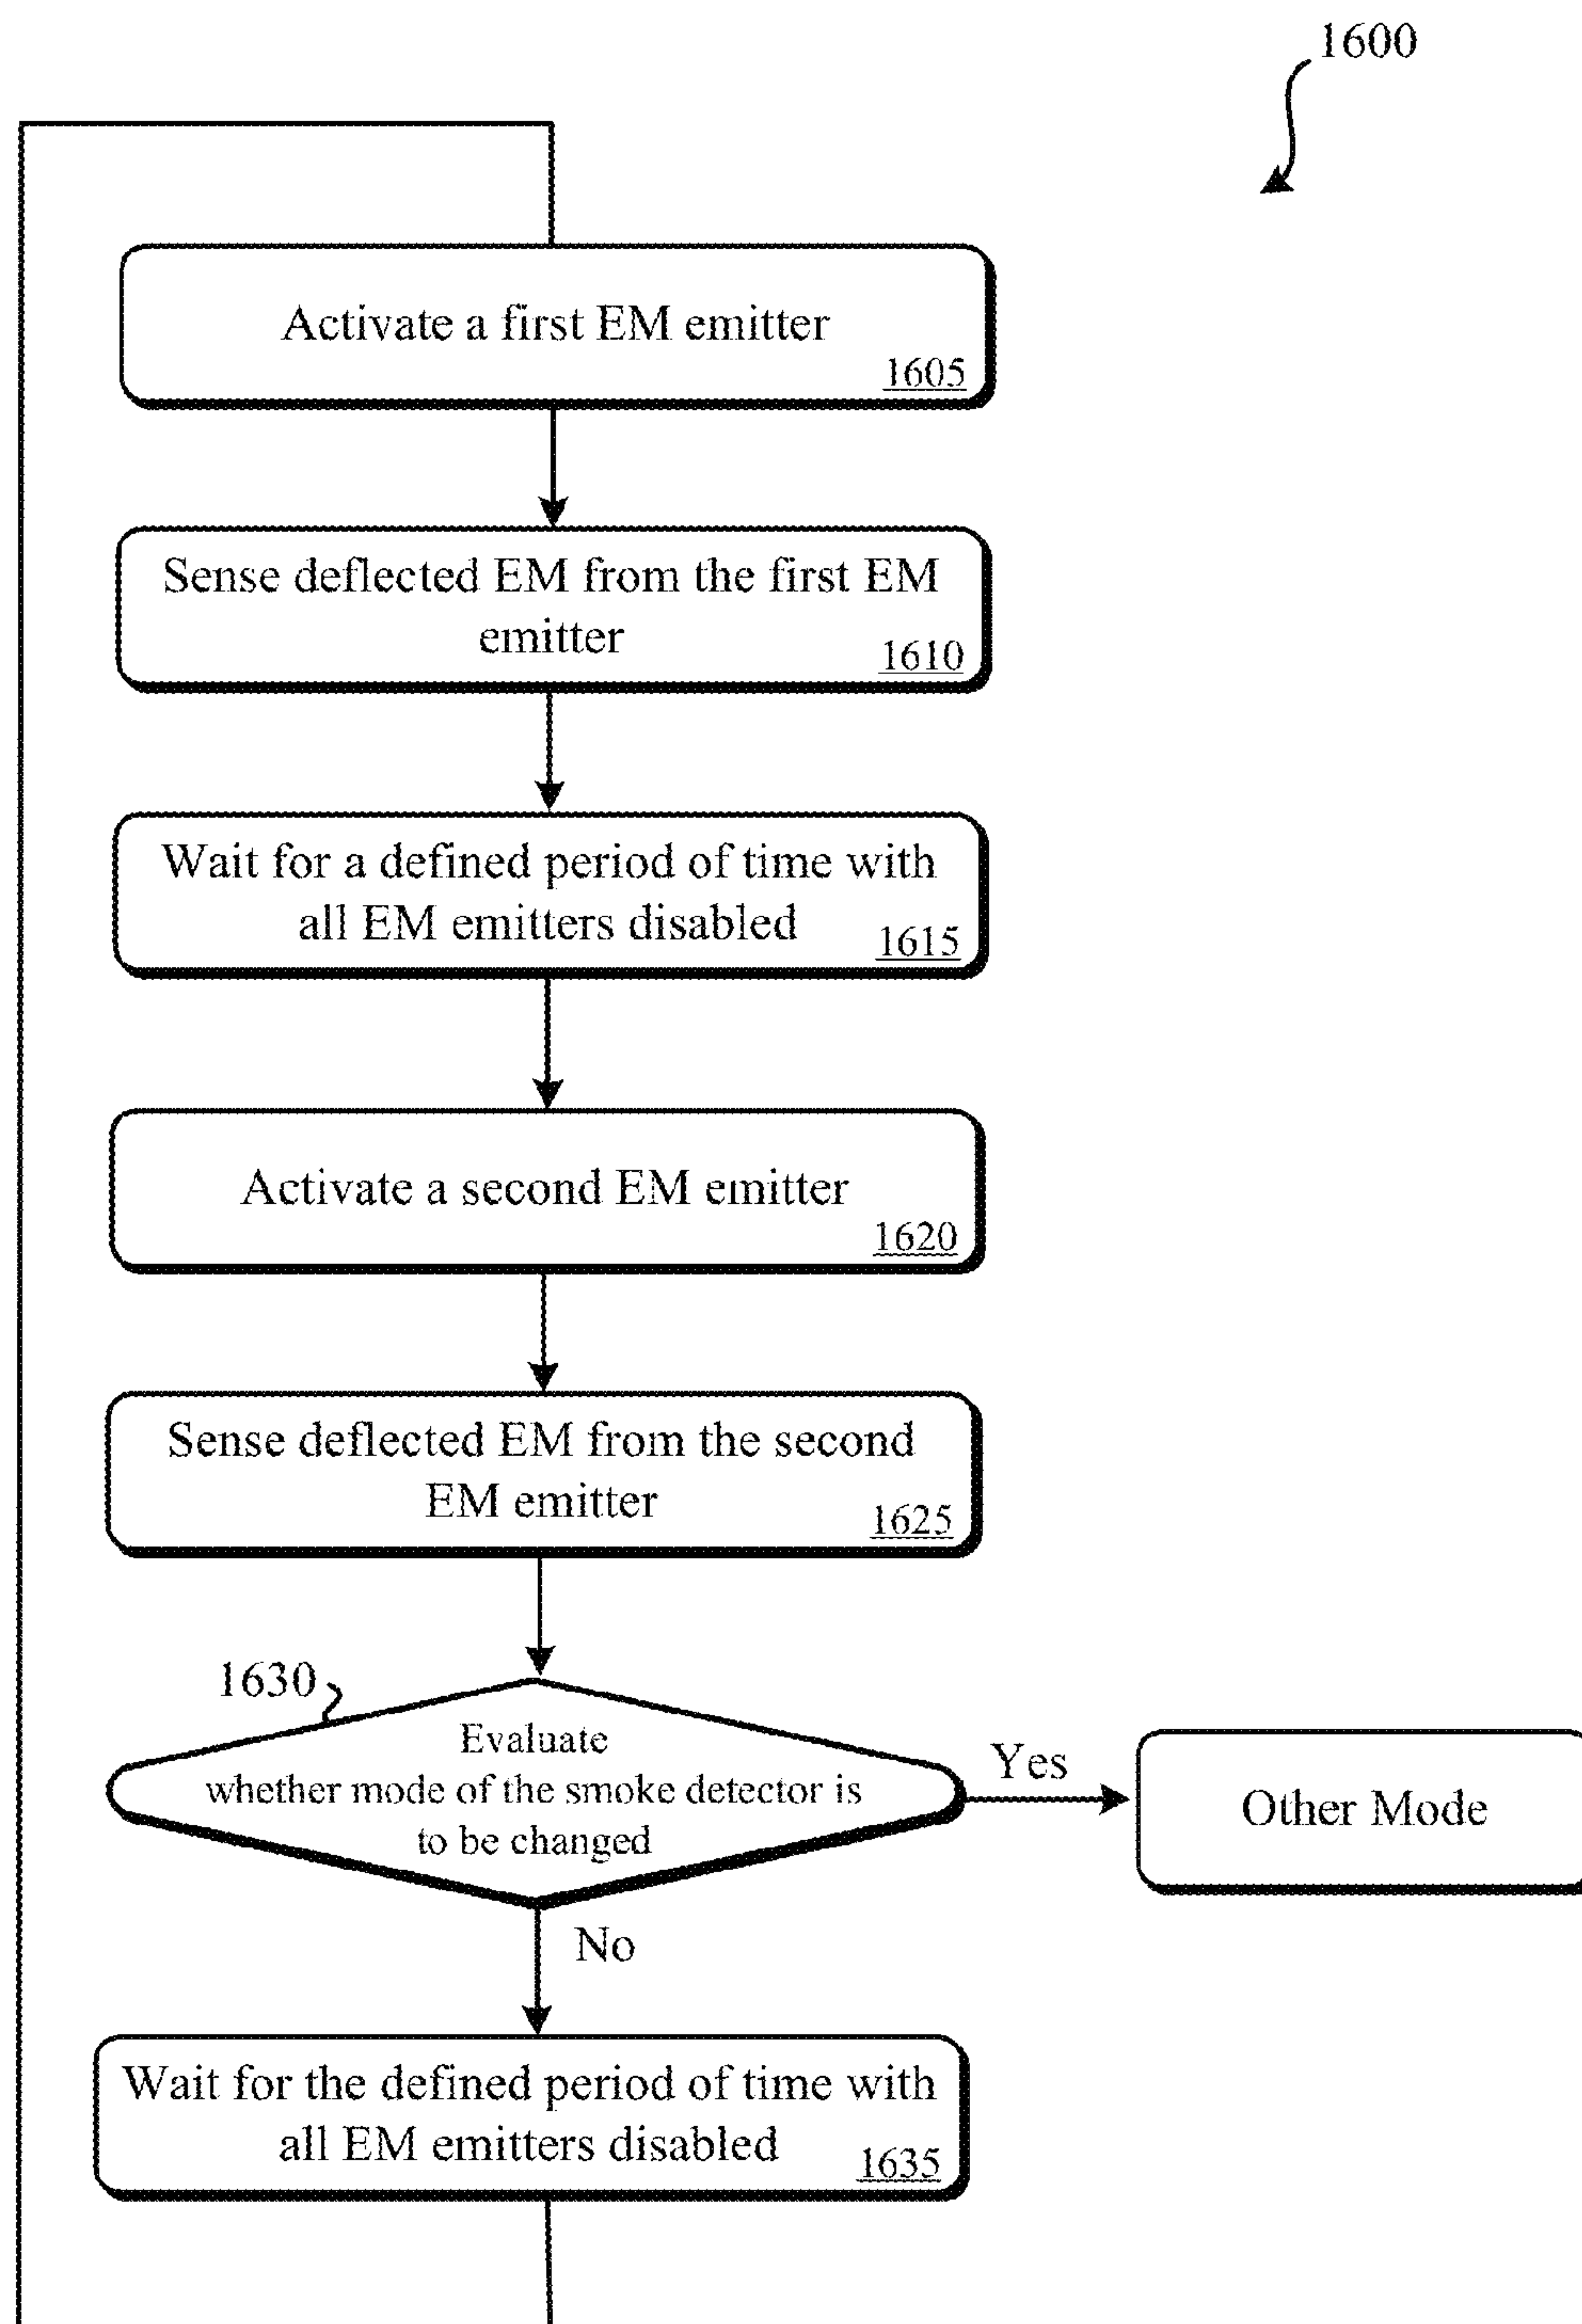 1600
Activate a first EM emitter
1605
Sense deflected EM from the first EM
emitter
1610
Wait for a defined period of time with
all EM emitters disabled
1615
Activate a second EM emitter
1620
Sense deflected EM from the second
EM emitter
1625
1630
Evaluate
whether mode of the smoke detector is
to be changed
Yes
Other Mode
No
Wait for the defined period of time with
all EM emitters disabled
1635